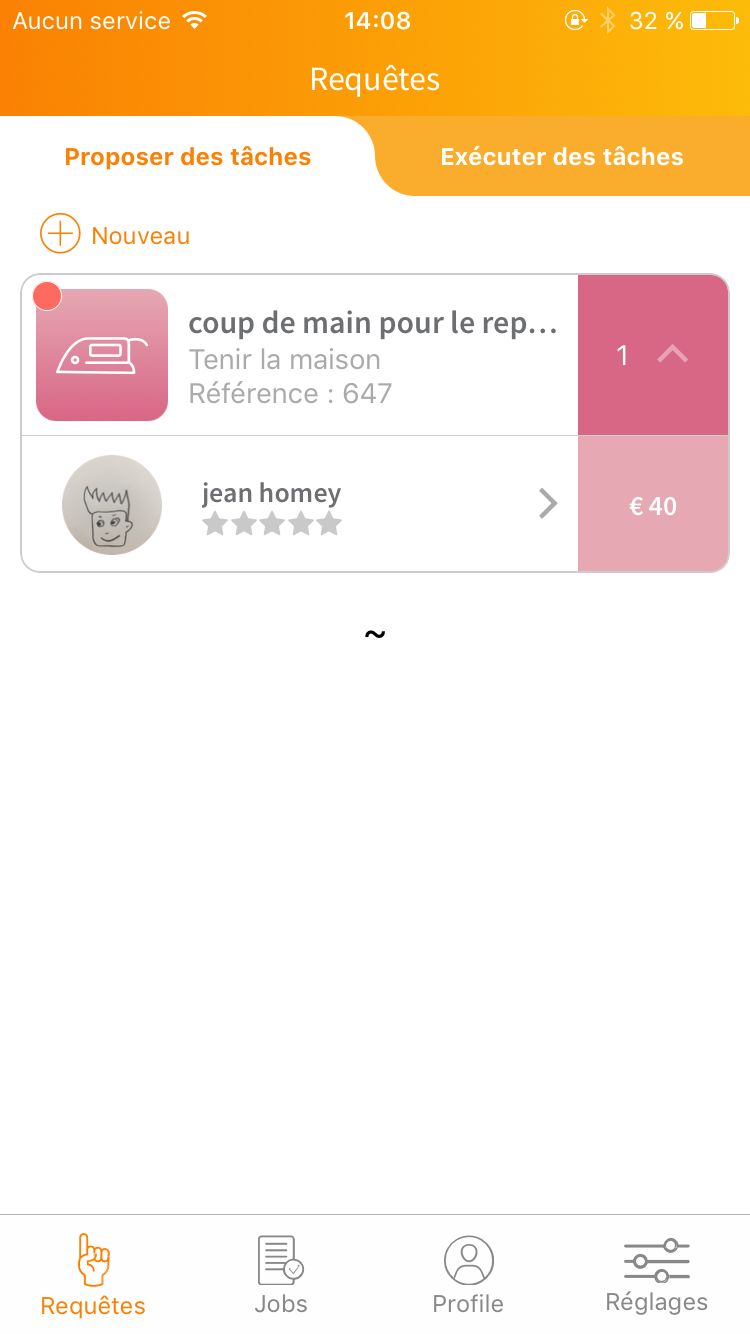 Aucun service 14:08 32 %
Requêtes
Proposer des tâches Exécuter des tâches
Nouveau
coup de main pour le rep...
Tenir la maison
Référence : 647
1
jean homey
€ 40
~
Requêtes Jobs Profile Réglages